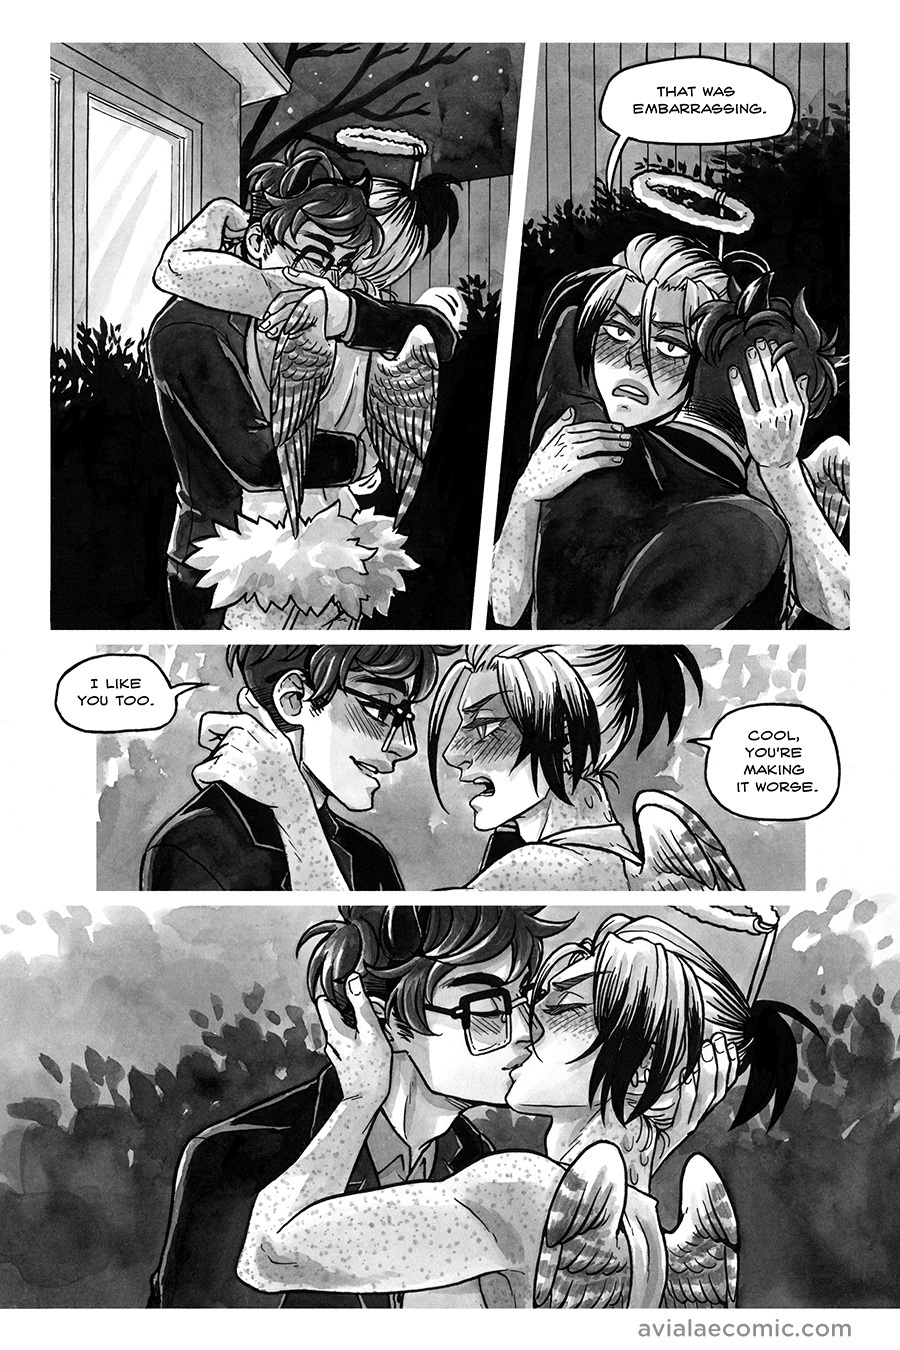 THAT WAS
EMBARRASSING.
I LIKE
YOU TOO.
COOL,
YOU'RE
MAKING
IT WORSE.
avialaecomic.com